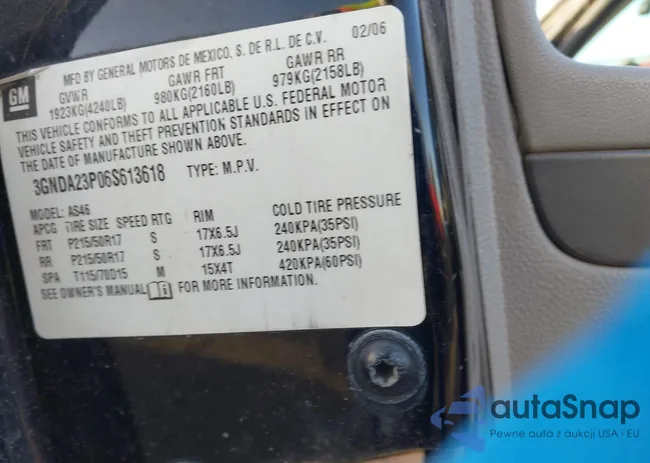 GM
MFD BY GENERAL MOTORS DE MEXICO. S. DE R.L. DE C.V. 02/06
GVWR GAWR FRT GAWR RR
1923KG(4240LB) 980KG(2160LB) 979KG(2158LB)
THIS VEHICLE CONFORMS TO ALL APPLICABLE U.S. FEDERAL MOTOR
VEHICLE SAFETY AND THEFT PREVENTION STANDARDS IN EFFECT ON
THE DATE OF MANUFACTURE SHOWN ABOVE.
3GNDA23P06S613618 TYPE: M.P.V.
MODEL: AS46
APCG TIRE SIZE SPEED RTG RIM COLD TIRE PRESSURE
FRT P215/50R17 S 17X6.5J 240KPA(35PSI)
RR P215/50R17 S 17X6.5J 240KPA(35PSI)
SPA T115/70D15 M 15X4T 420KPA(60PSI)
SEE OWNER'S MANUAL FOR MORE INFORMATION.
autaSnap
Pewne auta z aukcji USA i EU